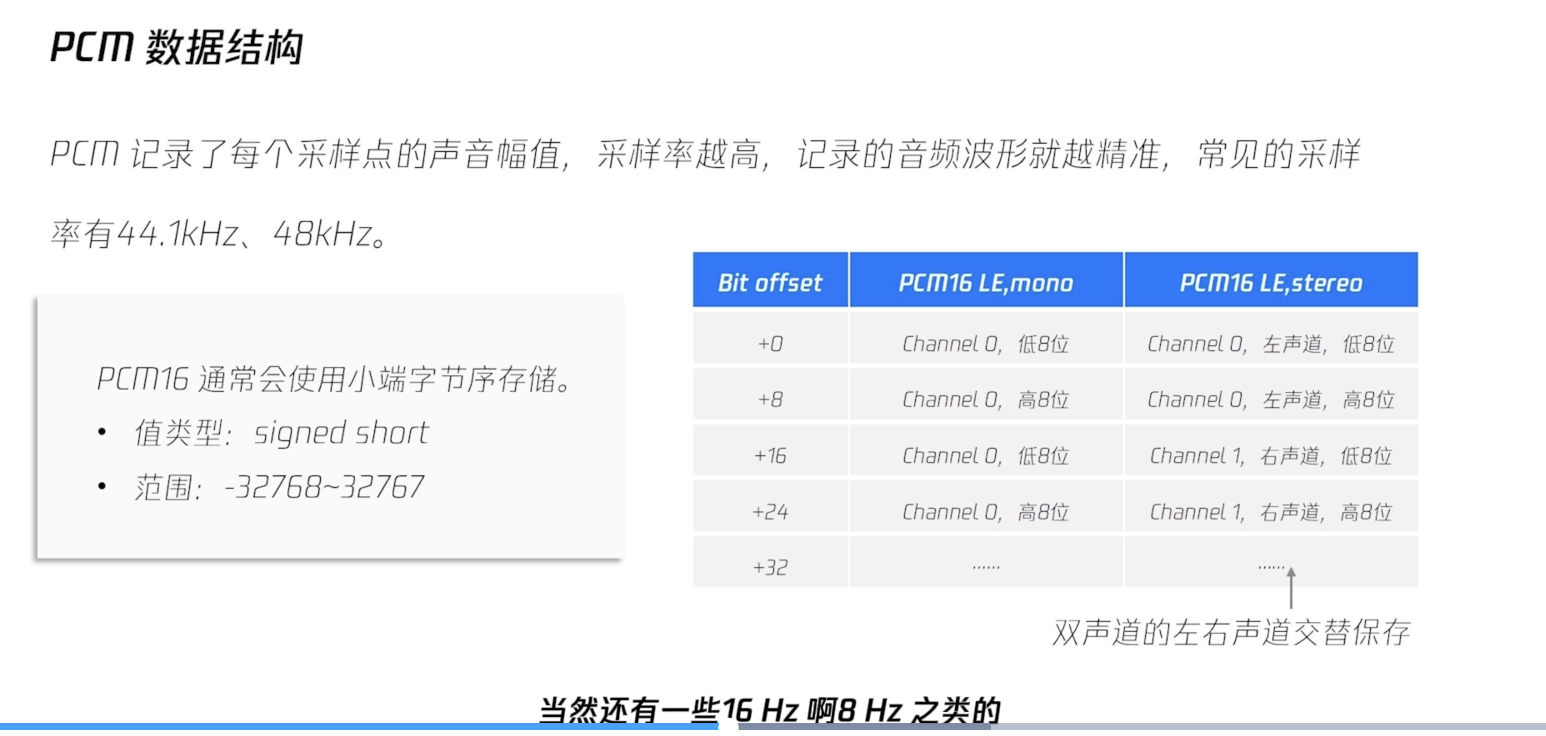 PCM 数据结构
PCM 记录了每个采样点的声音幅值，采样率越高，记录的音频波形就越精准，常见的采样
率有44.1kHz、48kHz。
PCM16 通常会使用小端字节序存储。
• 值类型：signed short
• 范围：-32768~32767
Bit offset PCM16 LE,mono PCM16 LE,stereo
+0 Channel 0，低8位 Channel 0，左声道，低8位
+8 Channel 0，高8位 Channel 0，左声道，高8位
+16 Channel 0，低8位 Channel 1，右声道，低8位
+24 Channel 0，高8位 Channel 1，右声道，高8位
+32 ...... ......
双声道的左右声道交替保存
当然还有一些16 Hz 啊8 Hz 之类的